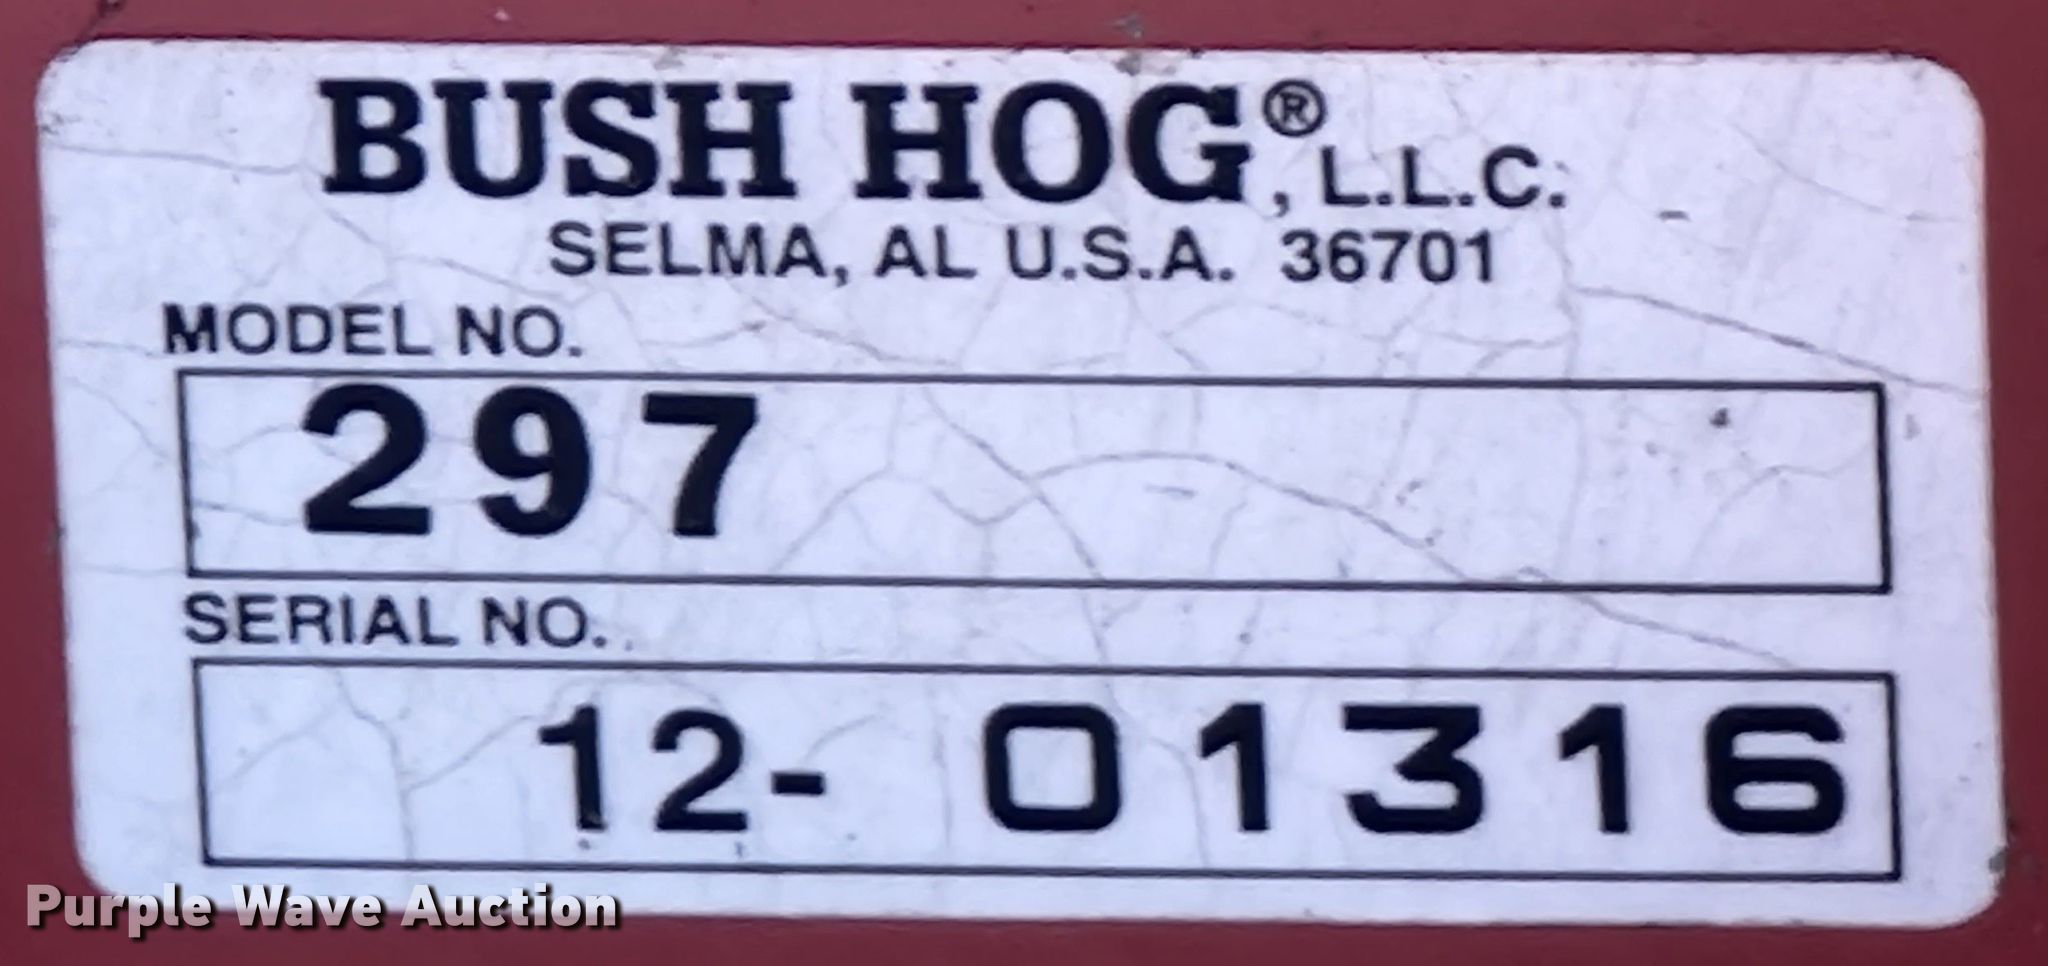 BUSH HOG®, L.L.C.
SELMA, AL U.S.A. 36701
MODEL NO.
297
SERIAL NO.
12- 01316
Purple Wave Auction